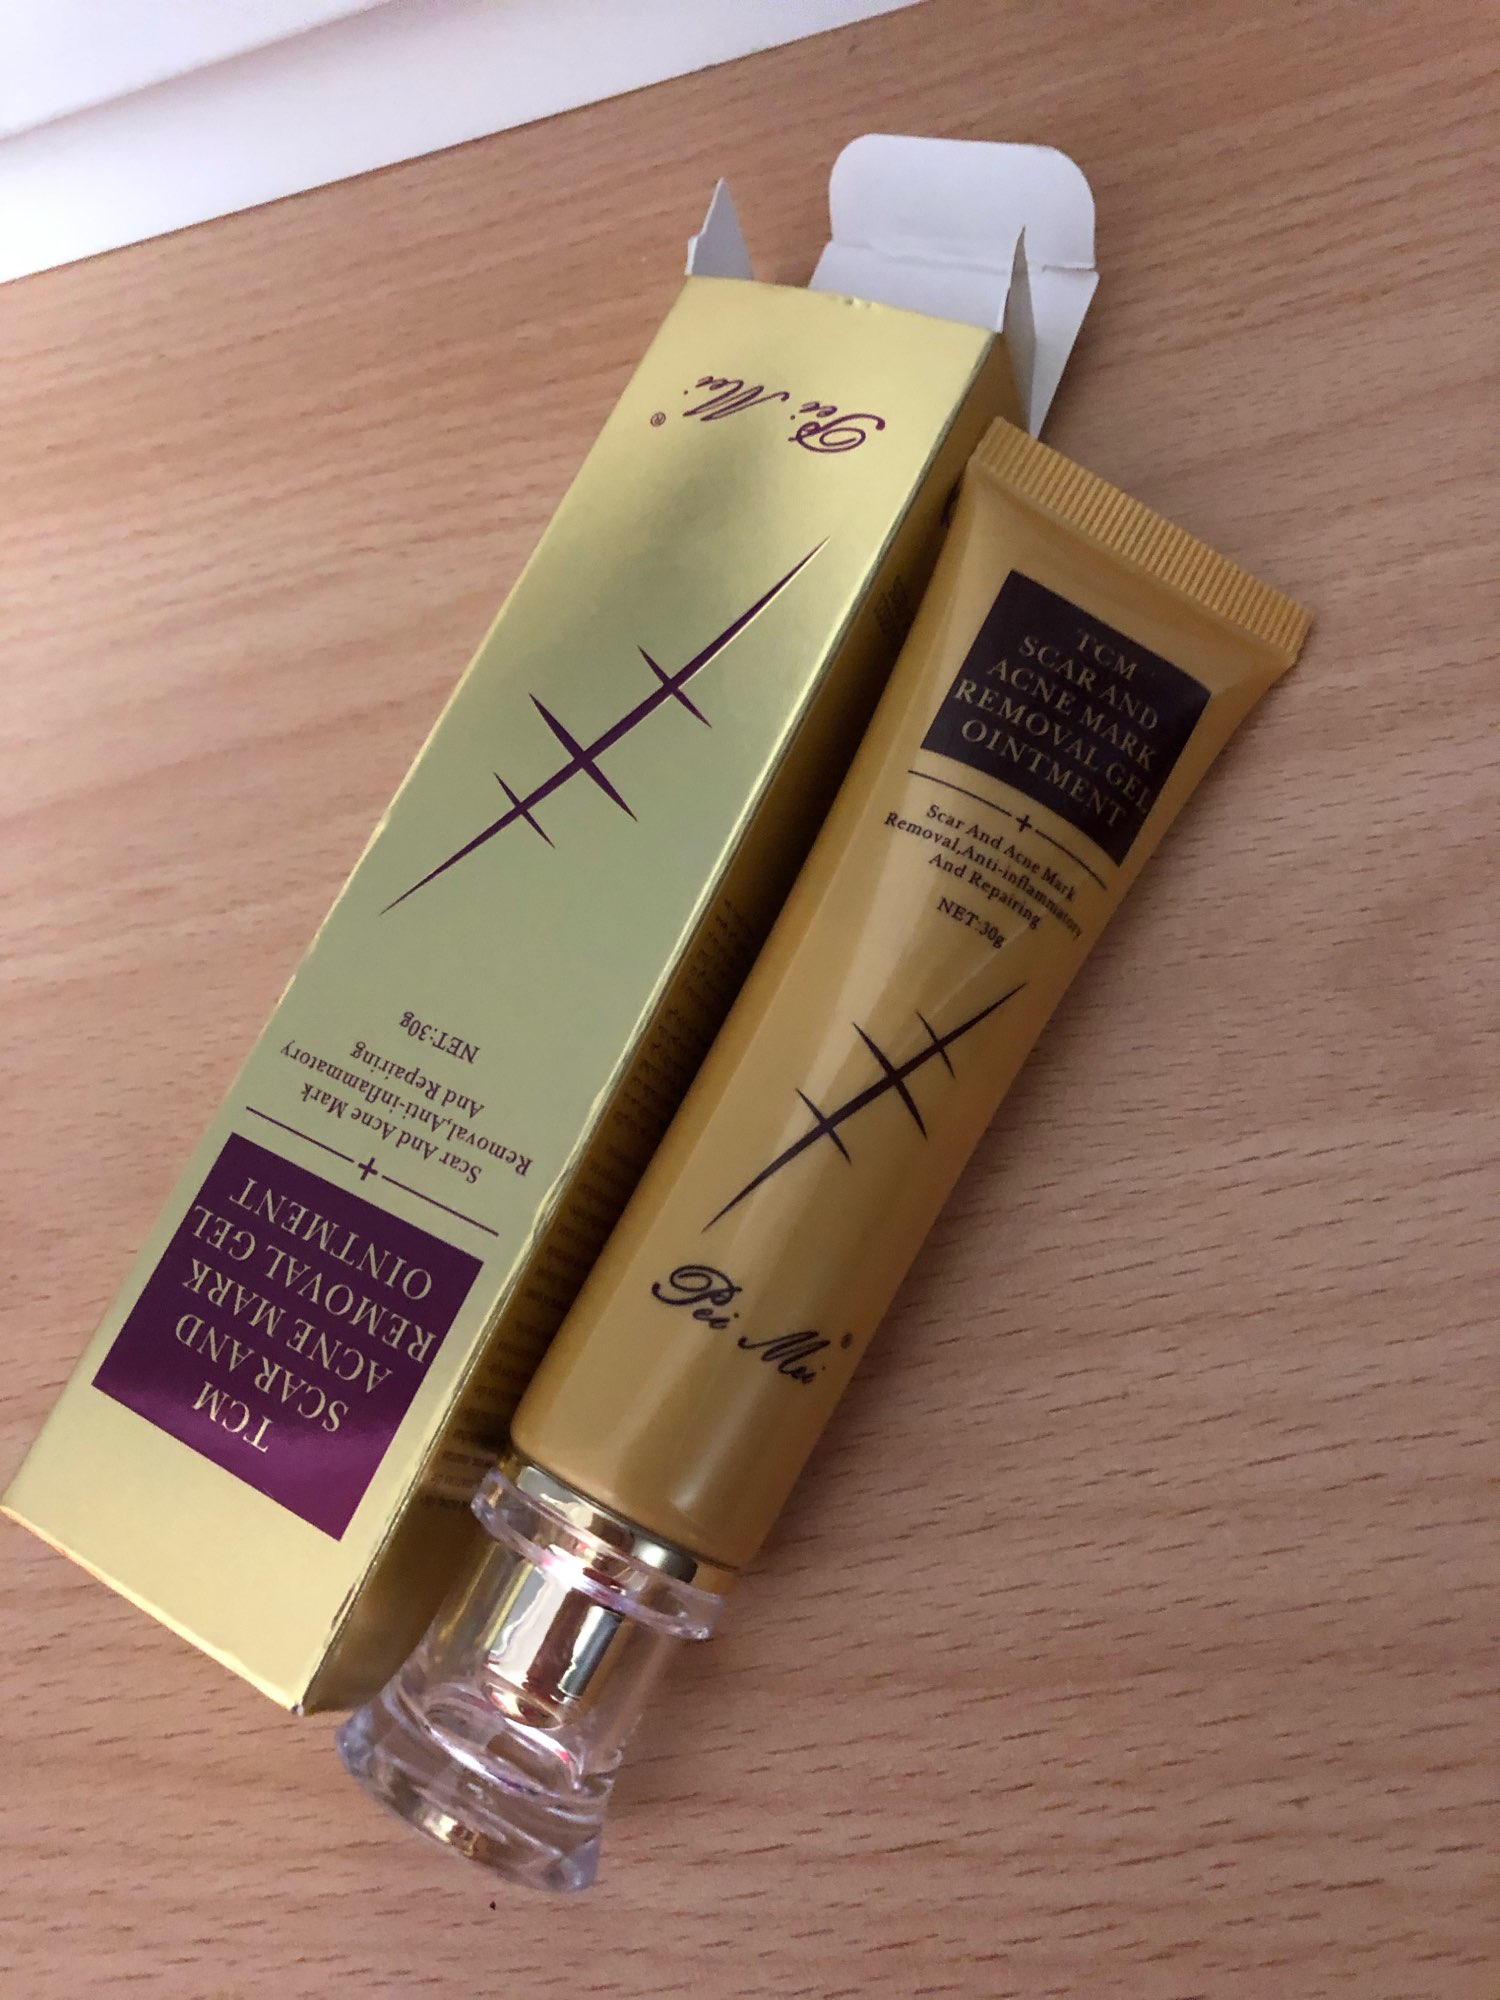 Pei Mei®
NET:30g
Scar And Acne Mark
Removal,Anti-inflammatory
And Repairing
TCM
SCAR AND
ACNE MARK
REMOVAL GEL
OINTMENT
TCM
SCAR AND
ACNE MARK
REMOVAL GEL
OINTMENT
Scar And Acne Mark
Removal,Anti-inflammatory
And Repairing
NET:30g
Pei Mei®